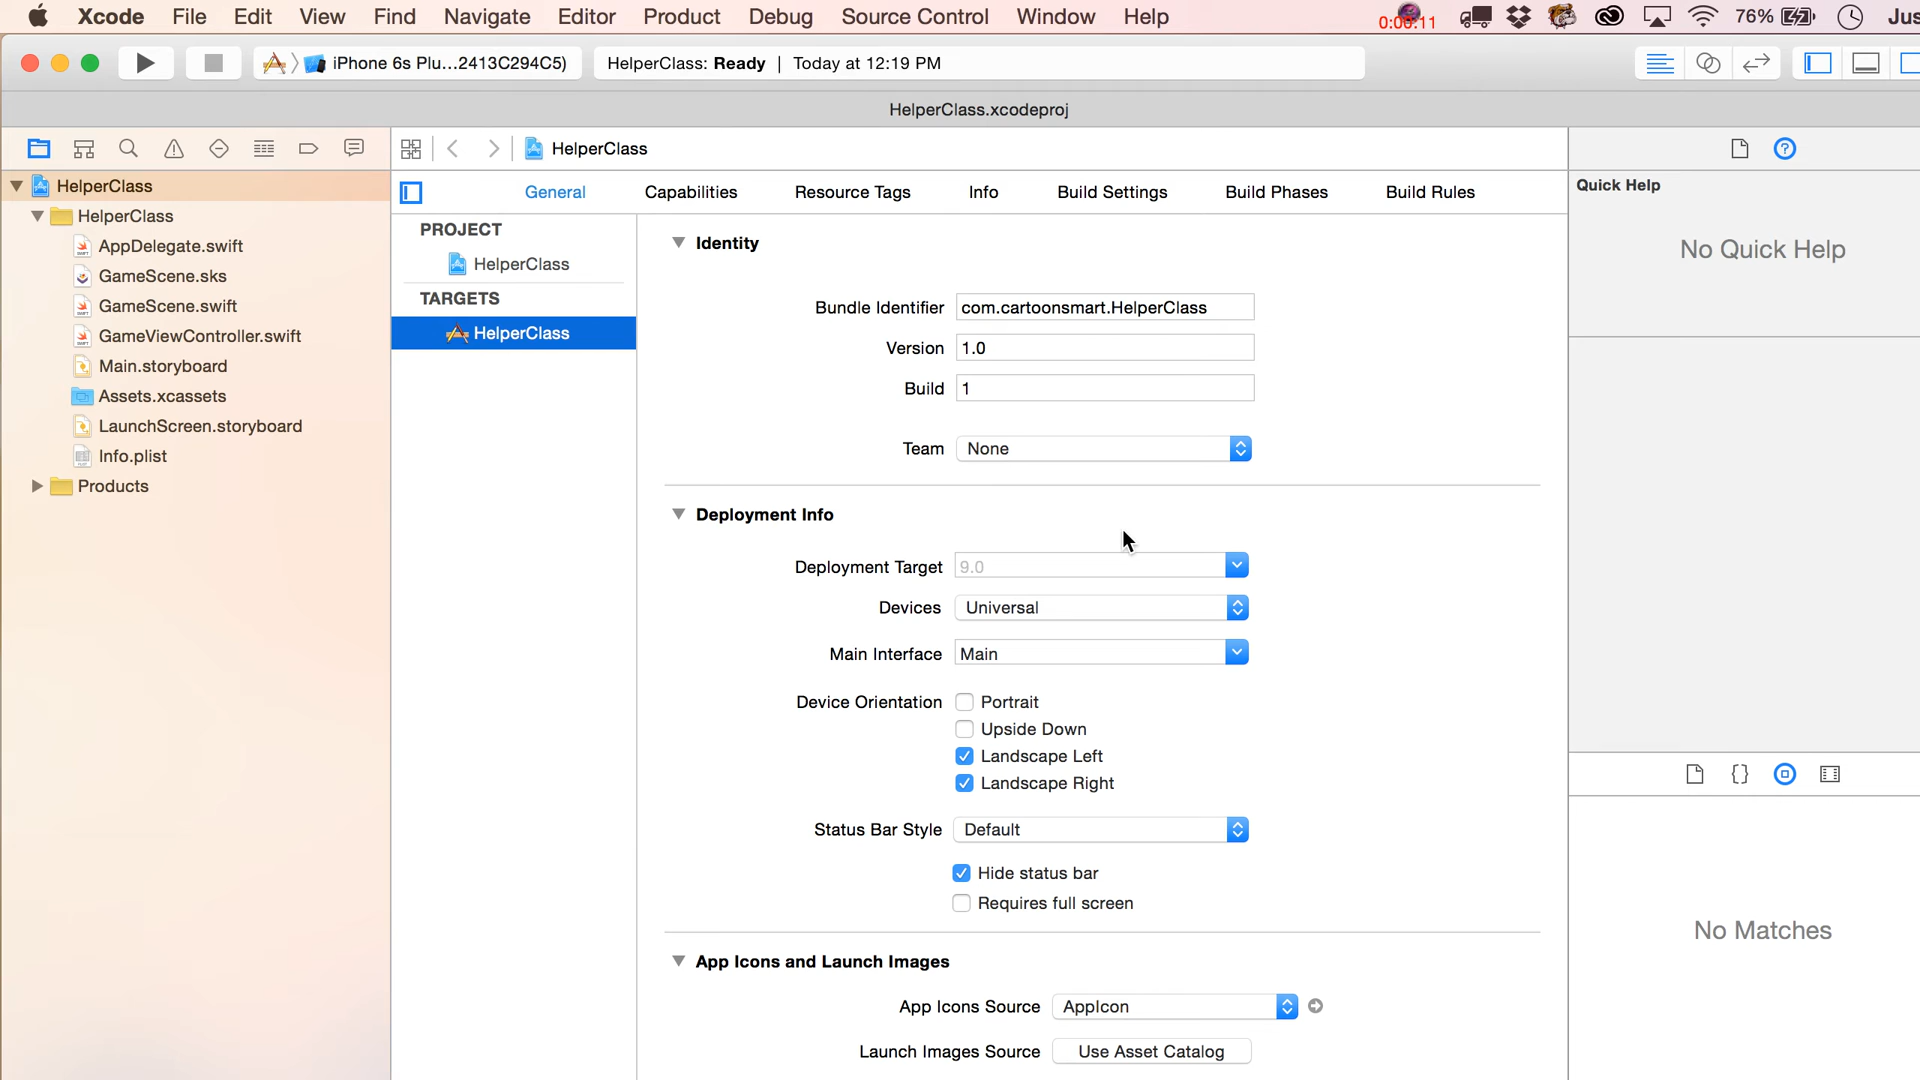 Xcode File Edit View Find Navigate Editor Product Debug Source Control Window Help 0:00:11 76% Jus
iPhone 6s Plu...2413C294C5) HelperClass: Ready | Today at 12:19 PM
HelperClass.xcodeproj
HelperClass
HelperClass
HelperClass
AppDelegate.swift
GameScene.sks
GameScene.swift
GameViewController.swift
Main.storyboard
Assets.xcassets
LaunchScreen.storyboard
Info.plist
Products
General Capabilities Resource Tags Info Build Settings Build Phases Build Rules
PROJECT
HelperClass
TARGETS
HelperClass
Identity
Bundle Identifier com.cartoonsmart.HelperClass
Version 1.0
Build 1
Team None
Deployment Info
Deployment Target 9.0
Devices Universal
Main Interface Main
Device Orientation Portrait
Upside Down
Landscape Left
Landscape Right
Status Bar Style Default
Hide status bar
Requires full screen
App Icons and Launch Images
App Icons Source AppIcon
Launch Images Source Use Asset Catalog
Quick Help
No Quick Help
No Matches